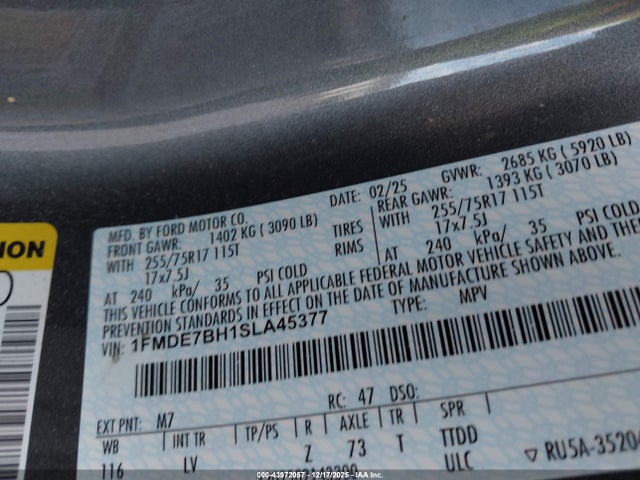 DATE: 02/25 GVWR: 2685 KG ( 5920 LB)
MFD. BY FORD MOTOR CO.
FRONT GAWR: 1402 KG ( 3090 LB) REAR GAWR: 1393 KG ( 3070 LB)
WITH 255/75R17 115T TIRES WITH 255/75R17 115T
17x7.5J RIMS 17x7.5J
AT 240 kPa/ 35 PSI COLD AT 240 kPa/ 35 PSI COLD
THIS VEHICLE CONFORMS TO ALL APPLICABLE FEDERAL MOTOR VEHICLE SAFETY AND
PREVENTION STANDARDS IN EFFECT ON THE DATE OF MANUFACTURE SHOWN ABOVE.
VIN: 1FMDE7BH1SLA45377 TYPE: MPV
EXT PNT: M7 RC: 47 DSO:
WB INT TR TP/PS R AXLE TR SPR
116 LV Z 73 T TTDD
ULC ▽ RU5A-3520
ION
000-43972057 - 12/17/2025 - IAAI.COM